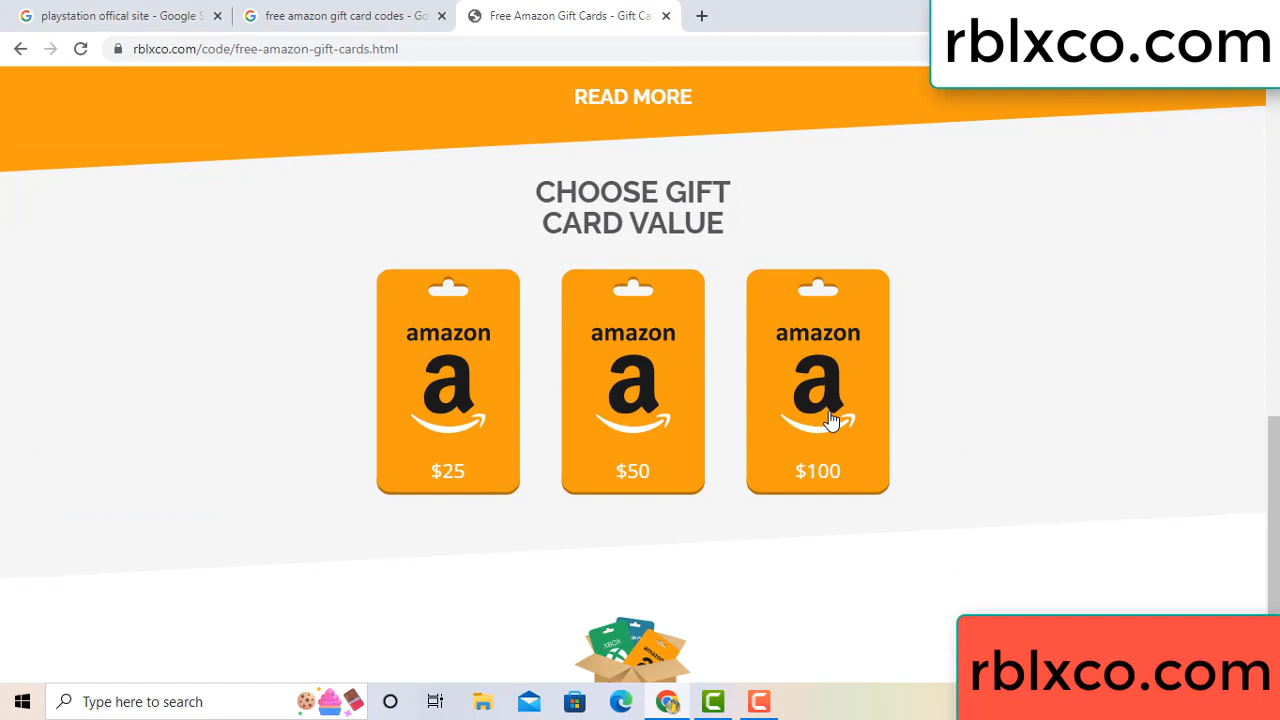 playstation offical site - Google S
free amazon gift card codes - Go
Free Amazon Gift Cards - Gift Ca
rblxco.com/code/free-amazon-gift-cards.html
rblxco.com
READ MORE
CHOOSE GIFT
CARD VALUE
amazon
a
$25
amazon
a
$50
amazon
a
$100
XBOX
amazon
rblxco.com
Type here to search